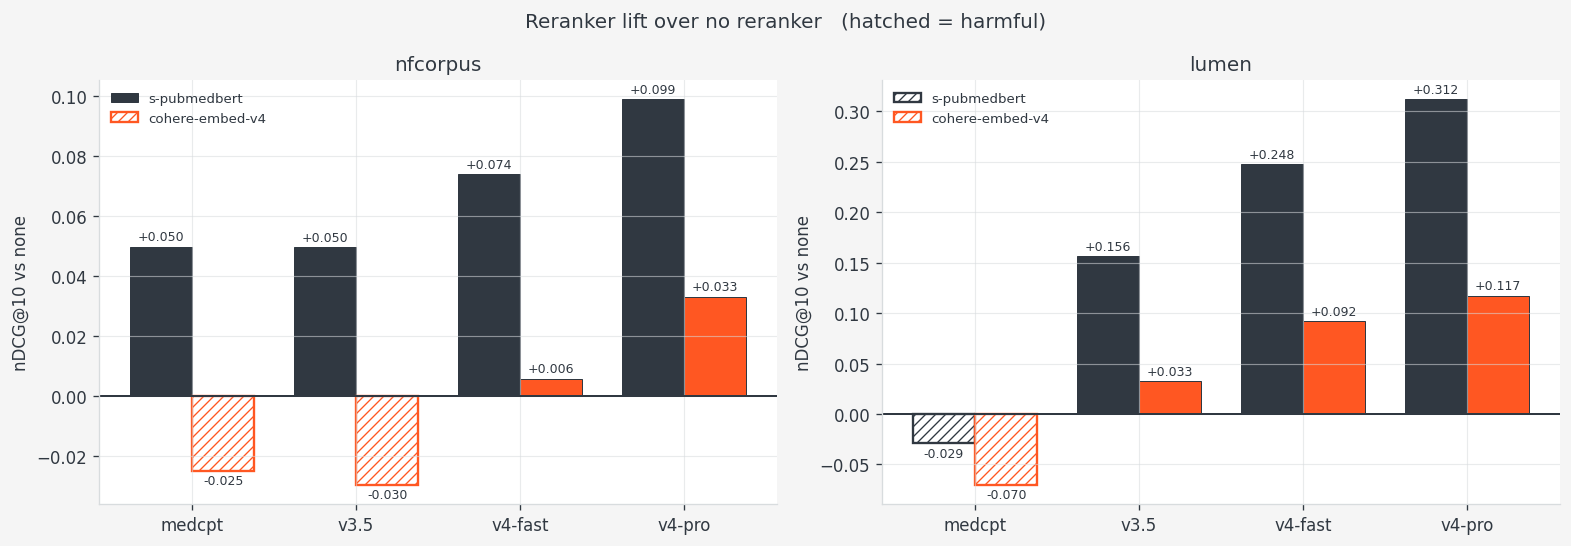 Reranker lift over no reranker   (hatched = harmful)
nfcorpus
s-pubmedbert
cohere-embed-v4
nDCG@10 vs none
0.10
0.08
0.06
0.04
0.02
0.00
−0.02
+0.050
-0.025
+0.050
-0.030
+0.074
+0.006
+0.099
+0.033
medcpt
v3.5
v4-fast
v4-pro
lumen
s-pubmedbert
cohere-embed-v4
nDCG@10 vs none
0.30
0.25
0.20
0.15
0.10
0.05
0.00
−0.05
-0.029
-0.070
+0.156
+0.033
+0.248
+0.092
+0.312
+0.117
medcpt
v3.5
v4-fast
v4-pro